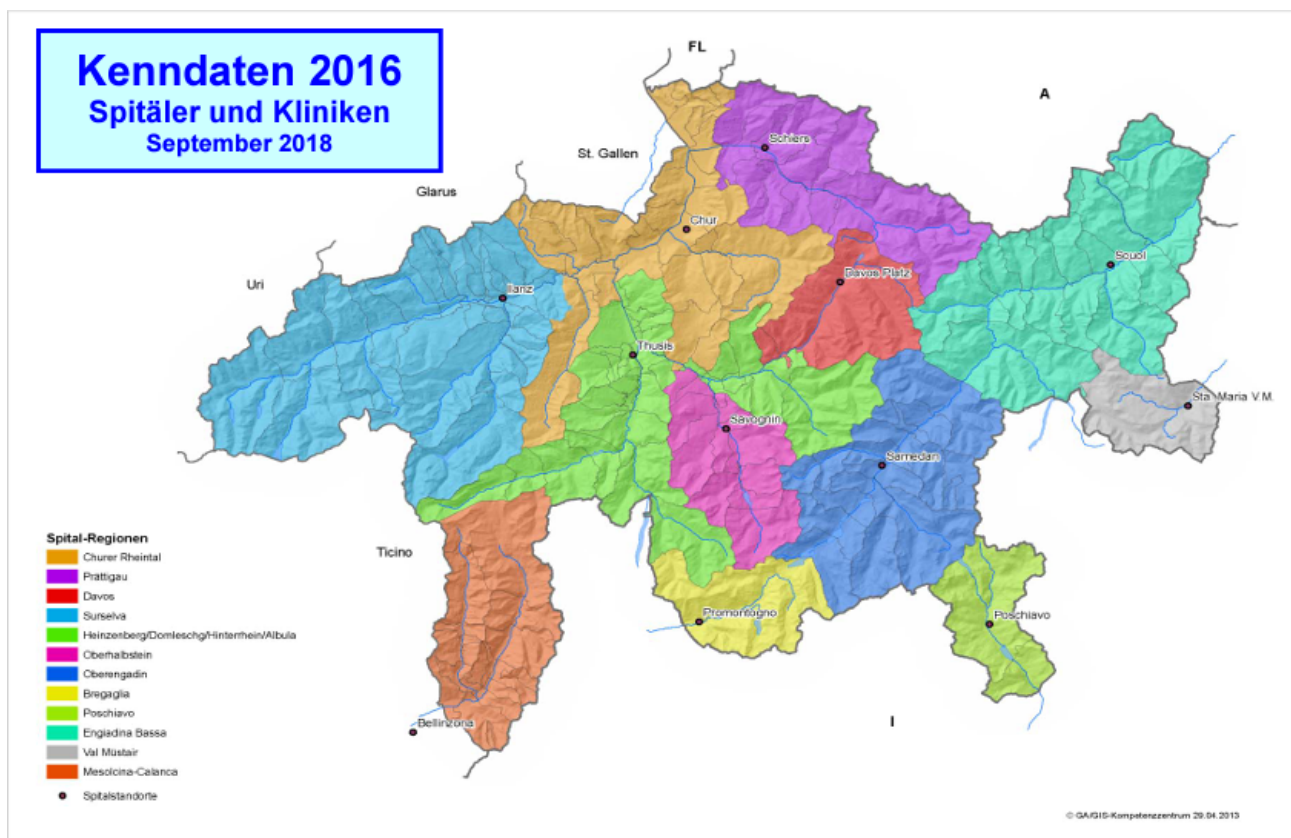 Kenndaten 2016
Spitäler und Kliniken
September 2018
FL
A
St. Gallen
Glarus
Uri
Ticino
I
Schiers
Chur
Davos Platz
Scuol
Ilanz
Thusis
Sta. Maria V.M.
Savognin
Samedan
Promontogno
Poschiavo
Bellinzona
Spital-Regionen
Churer Rheintal
Prättigau
Davos
Surselva
Heinzenberg/Domleschg/Hinterrhein/Albula
Oberhalbstein
Oberengadin
Bregaglia
Poschiavo
Engiadina Bassa
Val Müstair
Mesolcina-Calanca
Spitalstandorte
© GA/GIS-Kompetenzzentrum 29.04.2013